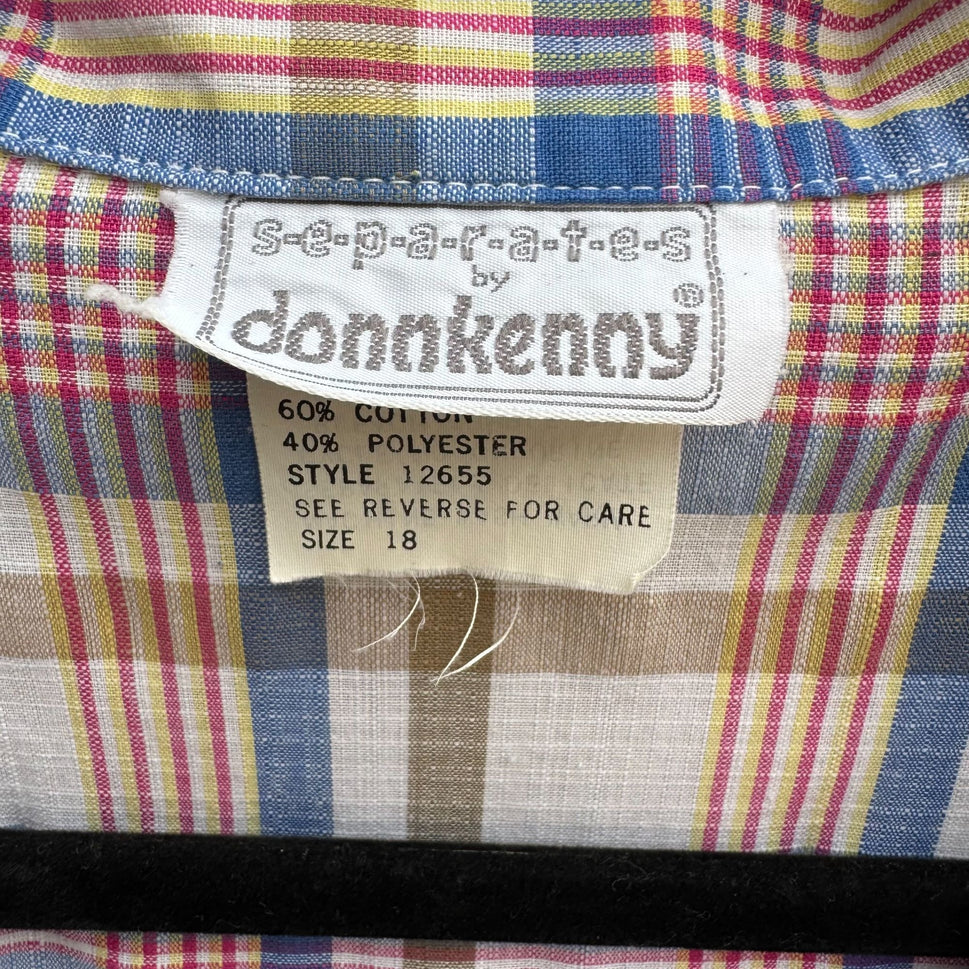 s-e-p-a-r-a-t-e-s
by
donnkenny®
60% COTTON
40% POLYESTER
STYLE 12655
SEE REVERSE FOR CARE
SIZE 18